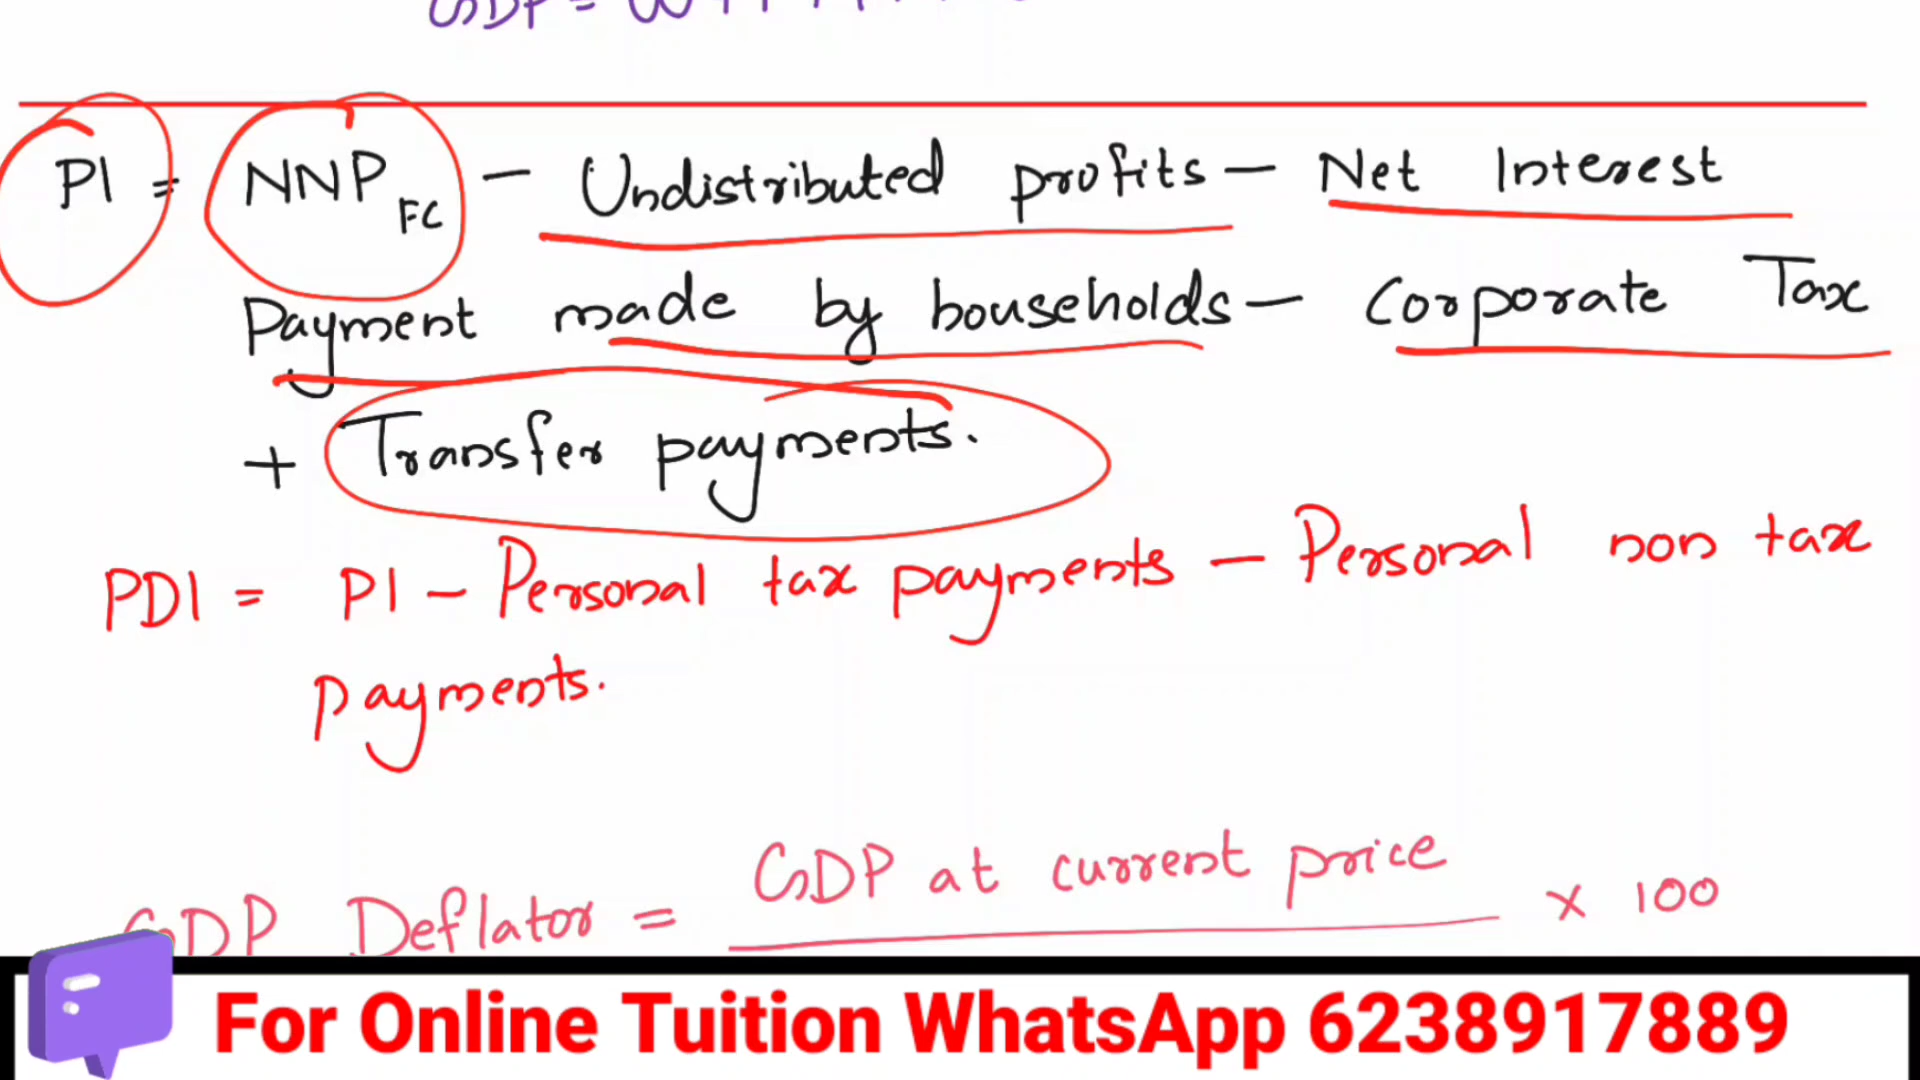 GDP =
PI = NNP FC - Undistributed profits - Net Interest
Payment made by households - Corporate Tax
+ Transfer payments.
PDI = PI - Personal tax payments - Personal non tax
payments.
GDP Deflator = GDP at current price × 100
For Online Tuition WhatsApp 6238917889